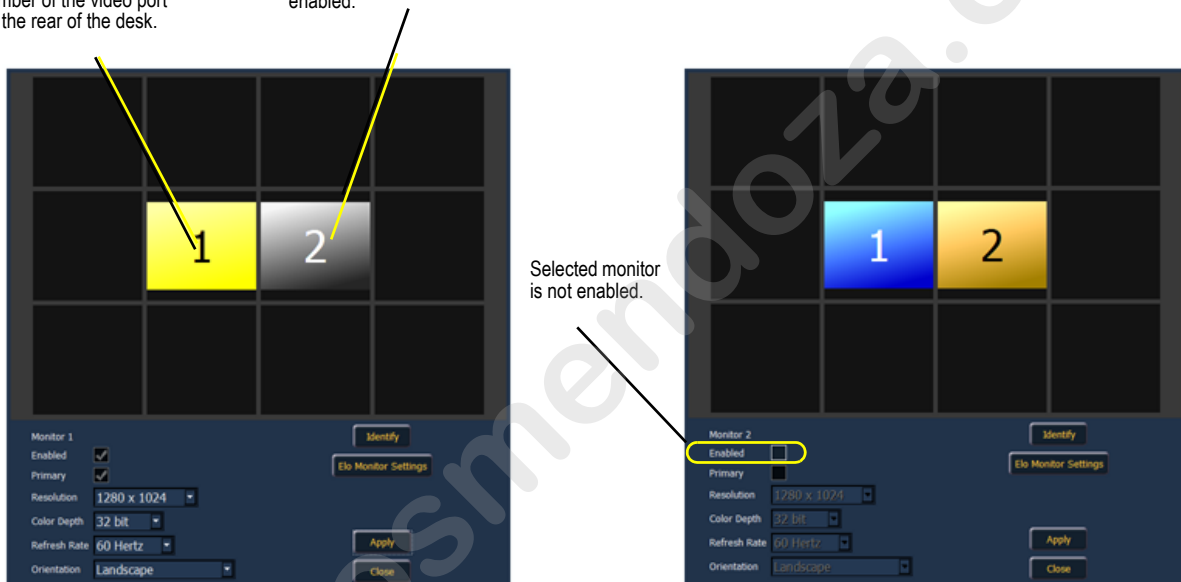 mber of the video port
the rear of the desk.
enabled.
1
2
Monitor 1
Enabled
Primary
Resolution 1280 x 1024
Color Depth 32 bit
Refresh Rate 60 Hertz
Orientation Landscape
Identify
Elo Monitor Settings
Apply
Close
Selected monitor
is not enabled.
1
2
Monitor 2
Enabled
Primary
Resolution 1280 x 1024
Color Depth 32 bit
Refresh Rate 60 Hertz
Orientation Landscape
Identify
Elo Monitor Settings
Apply
Close
osmendoza.c